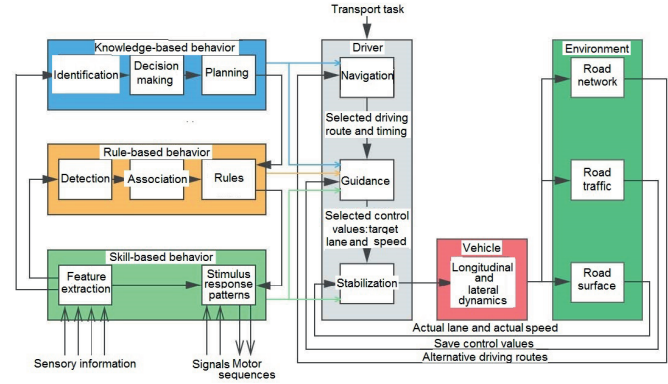 Transport task
Knowledge-based behavior
Identification
Decision
making
Planning
Rule-based behavior
Detection
Association
Rules
Skill-based behavior
Feature
extraction
Stimulus
response
patterns
Sensory information
Signals
Motor
sequences
Driver
Navigation
Selected driving
route and timing
Guidance
Selected control
values:target
lane and speed
Stabilization
Vehicle
Longitudinal
and lateral
dynamics
Environment
Road
network
Road
traffic
Road
surface
Actual lane and actual speed
Save control values
Alternative driving routes